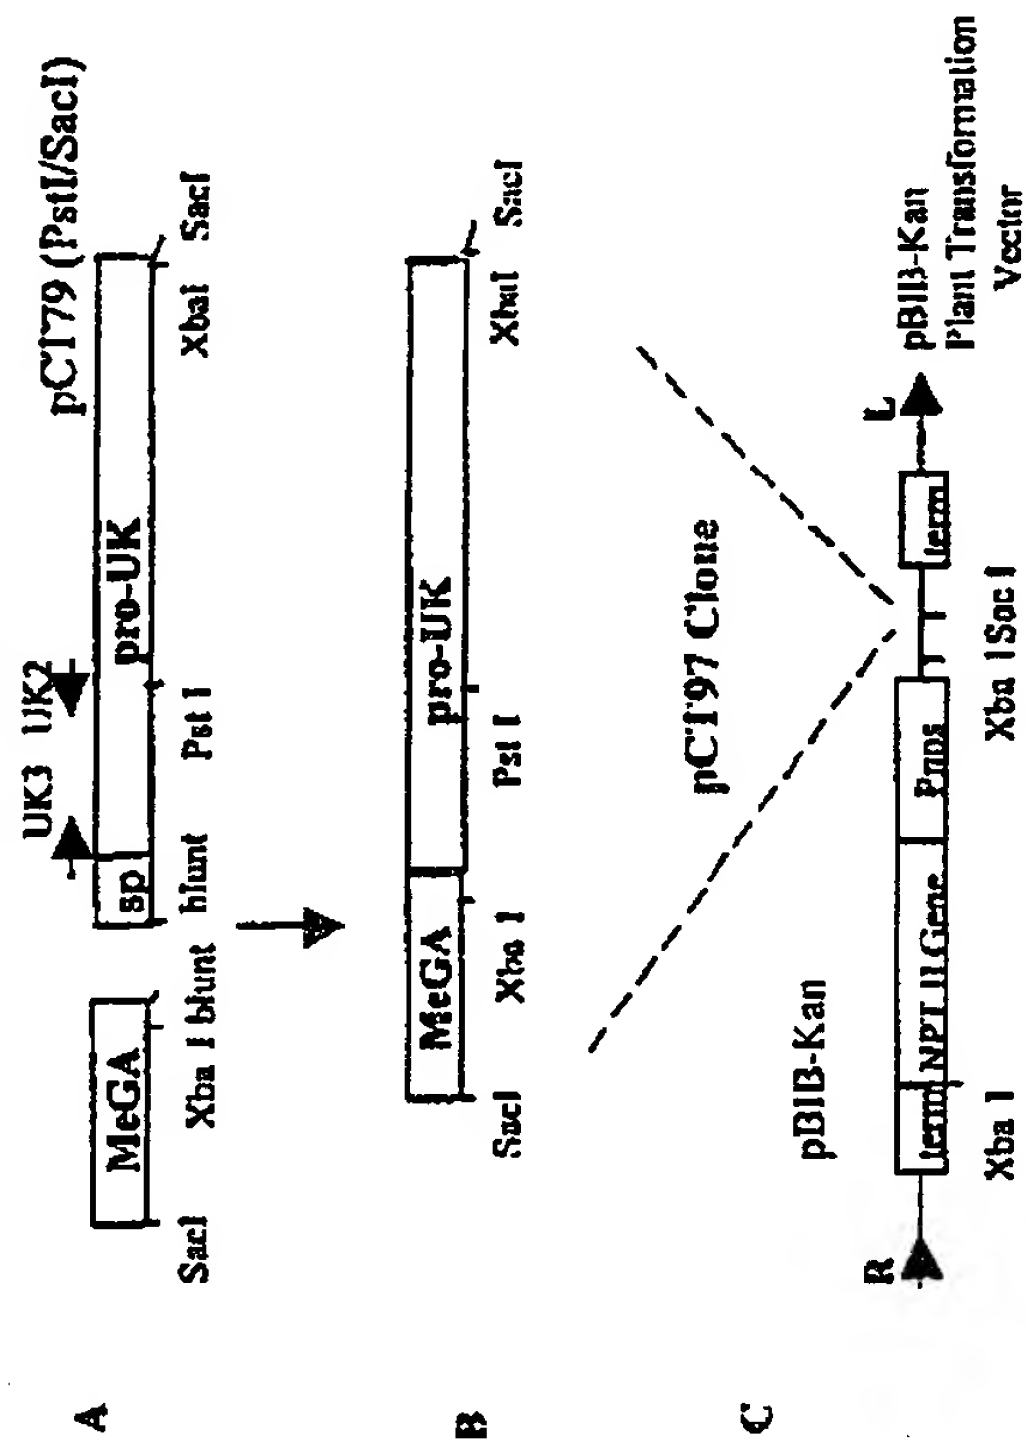 A
UK3 UK2
pCT79 (PstI/SacI)
MeGA
sp
pro-UK
SacI
Xba I blunt
blunt
Pst I
XbaI
SacI
B
MeGA
pro-UK
SacI
Xba I
Pst I
XbaI
SacI
C
pCT97 Clone
pBIB-Kan
R
L
term
NPT II Gene
Pnos
term
pBIB-Kan
Plant Transformation
Vector
Xba I
Xba I Sac I